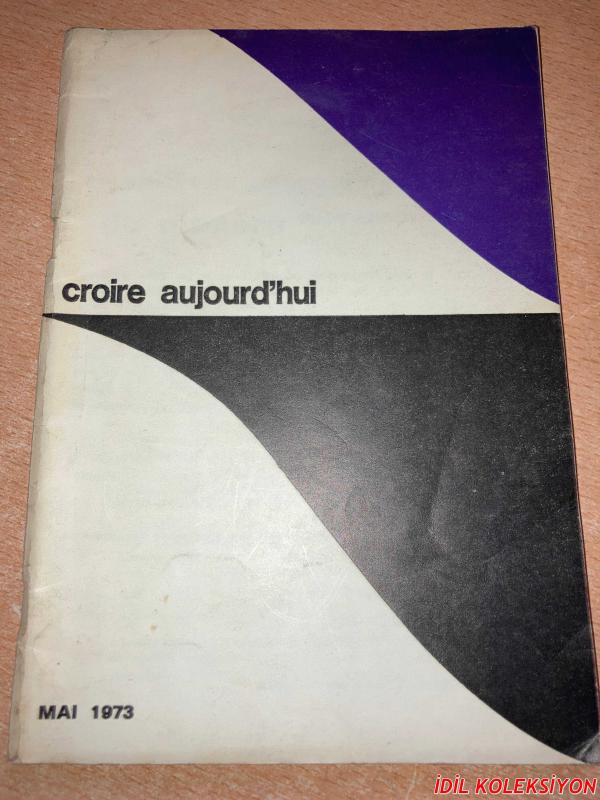 croire aujourd'hui
MAI 1973
İDİL KOLEKSİYON